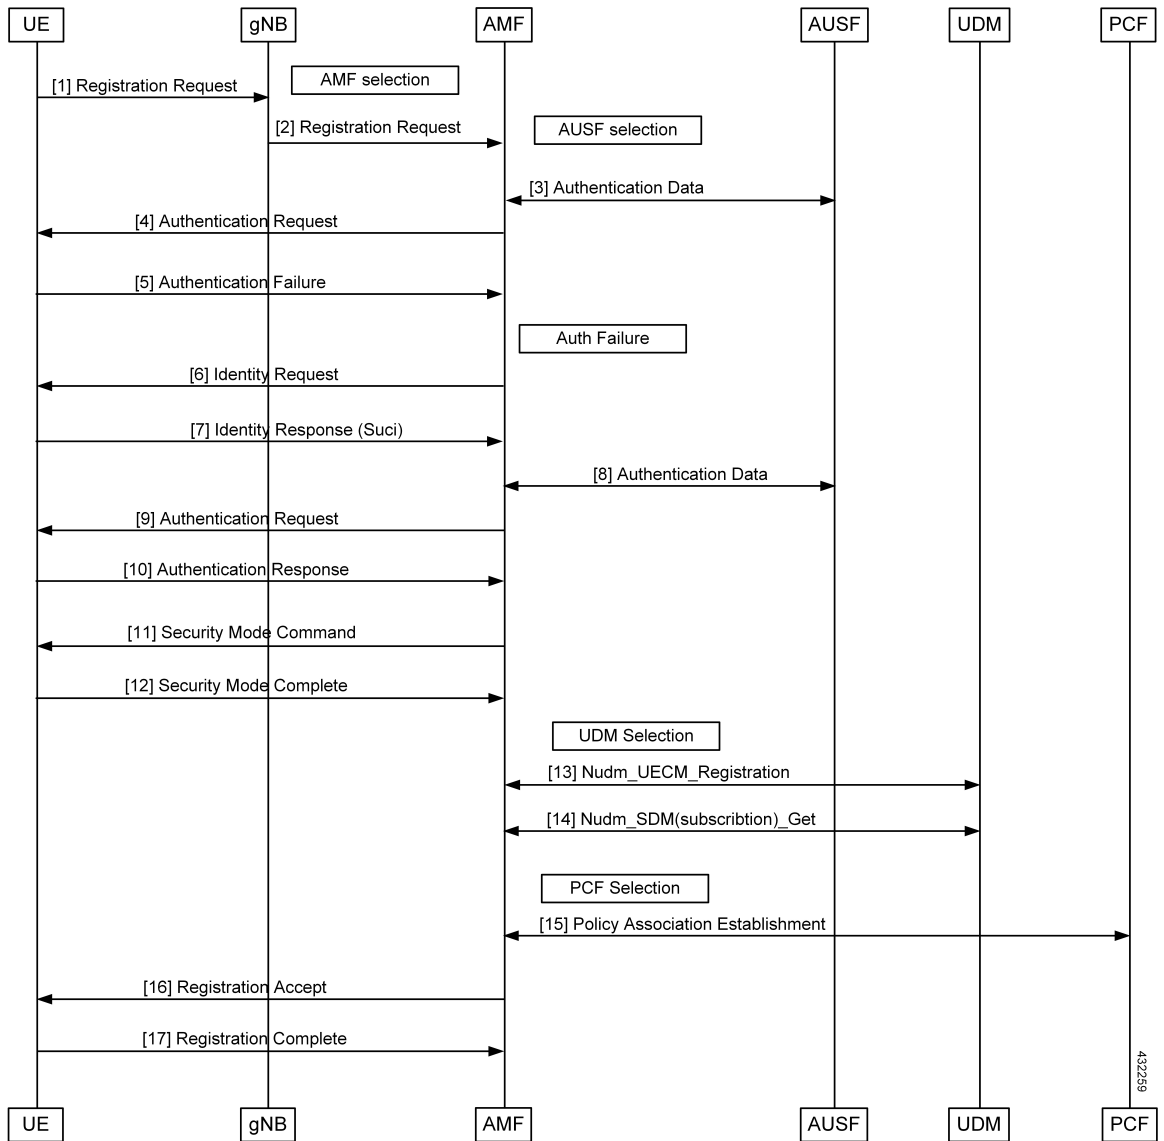 UE
gNB
AMF
AUSF
UDM
PCF
AMF selection
[1] Registration Request
AUSF selection
[2] Registration Request
[3] Authentication Data
[4] Authentication Request
[5] Authentication Failure
Auth Failure
[6] Identity Request
[7] Identity Response (Suci)
[8] Authentication Data
[9] Authentication Request
[10] Authentication Response
[11] Security Mode Command
[12] Security Mode Complete
UDM Selection
[13] Nudm_UECM_Registration
[14] Nudm_SDM(subscribtion)_Get
PCF Selection
[15] Policy Association Establishment
[16] Registration Accept
[17] Registration Complete
432259
UE
gNB
AMF
AUSF
UDM
PCF